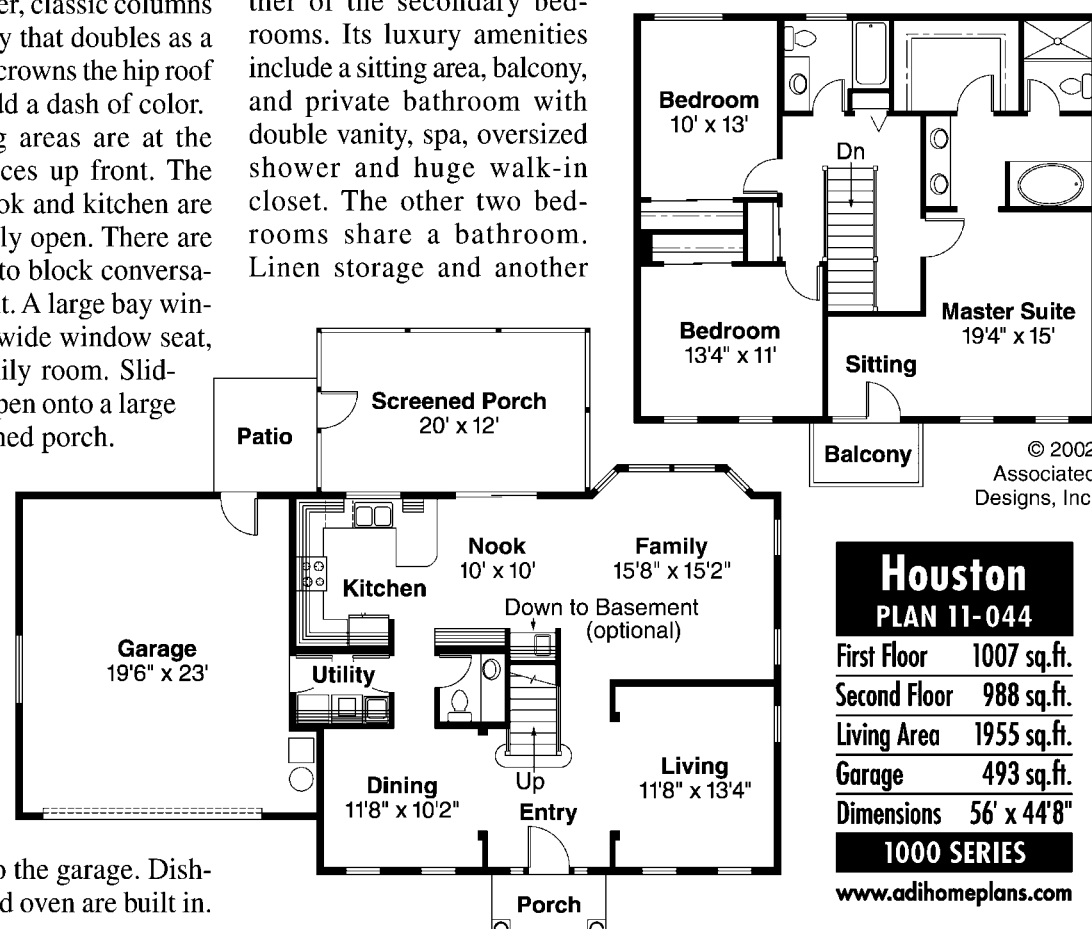 er, classic columns
y that doubles as a
crowns the hip roof
ld a dash of color.
g areas are at the
ces up front. The
ok and kitchen are
ly open. There are
to block conversa-
t. A large bay win-
wide window seat,
ily room. Slid-
pen onto a large
ned porch.
ther of the secondary bed-
rooms. Its luxury amenities
include a sitting area, balcony,
and private bathroom with
double vanity, spa, oversized
shower and huge walk-in
closet. The other two bed-
rooms share a bathroom.
Linen storage and another
Bedroom
10' x 13'
Dn
Master Suite
19'4" x 15'
Bedroom
13'4" x 11'
Sitting
Balcony
© 2002
Associated
Designs, Inc.
Screened Porch
20' x 12'
Patio
Nook
10' x 10'
Family
15'8" x 15'2"
Kitchen
Down to Basement
(optional)
Garage
19'6" x 23'
Utility
Dining
11'8" x 10'2"
Up
Entry
Living
11'8" x 13'4"
Porch
o the garage. Dish-
d oven are built in.
Houston
PLAN 11-044
First Floor 1007 sq.ft.
Second Floor 988 sq.ft.
Living Area 1955 sq.ft.
Garage 493 sq.ft.
Dimensions 56' x 44'8"
1000 SERIES
www.adihomeplans.com